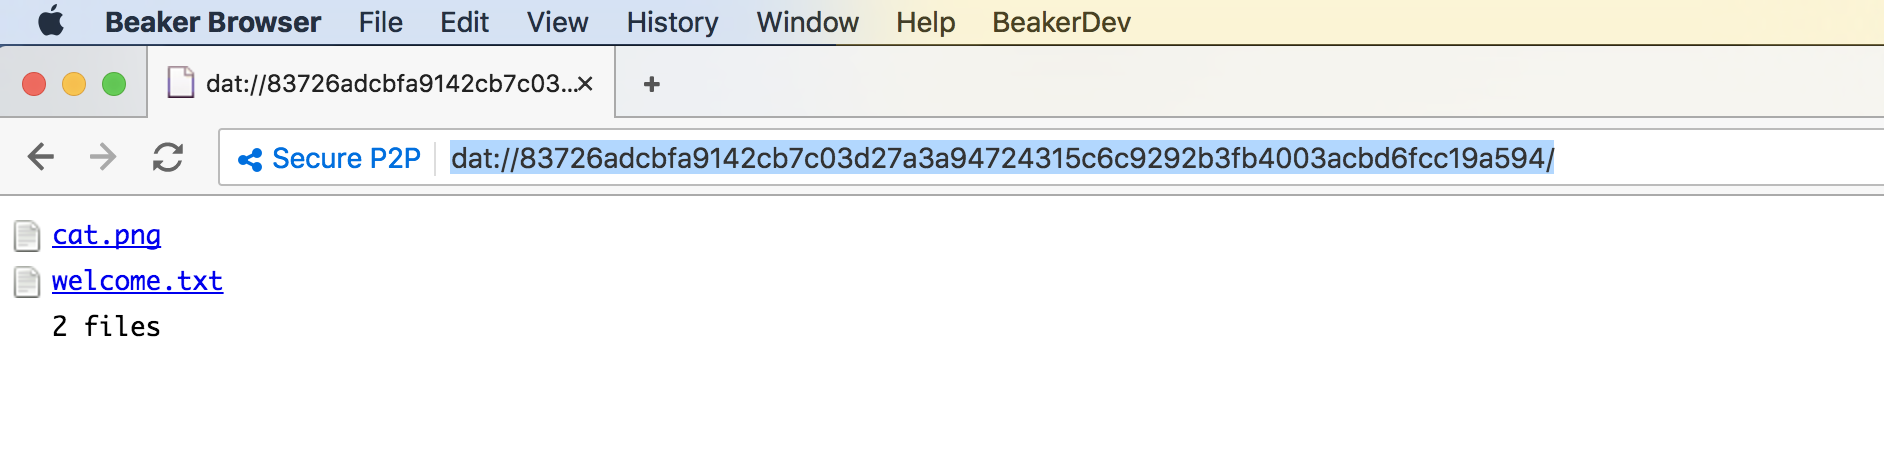 Beaker Browser File Edit View History Window Help BeakerDev
dat://83726adcbfa9142cb7c03...× +
Secure P2P dat://83726adcbfa9142cb7c03d27a3a94724315c6c9292b3fb4003acbd6fcc19a594/
cat.png
welcome.txt
2 files